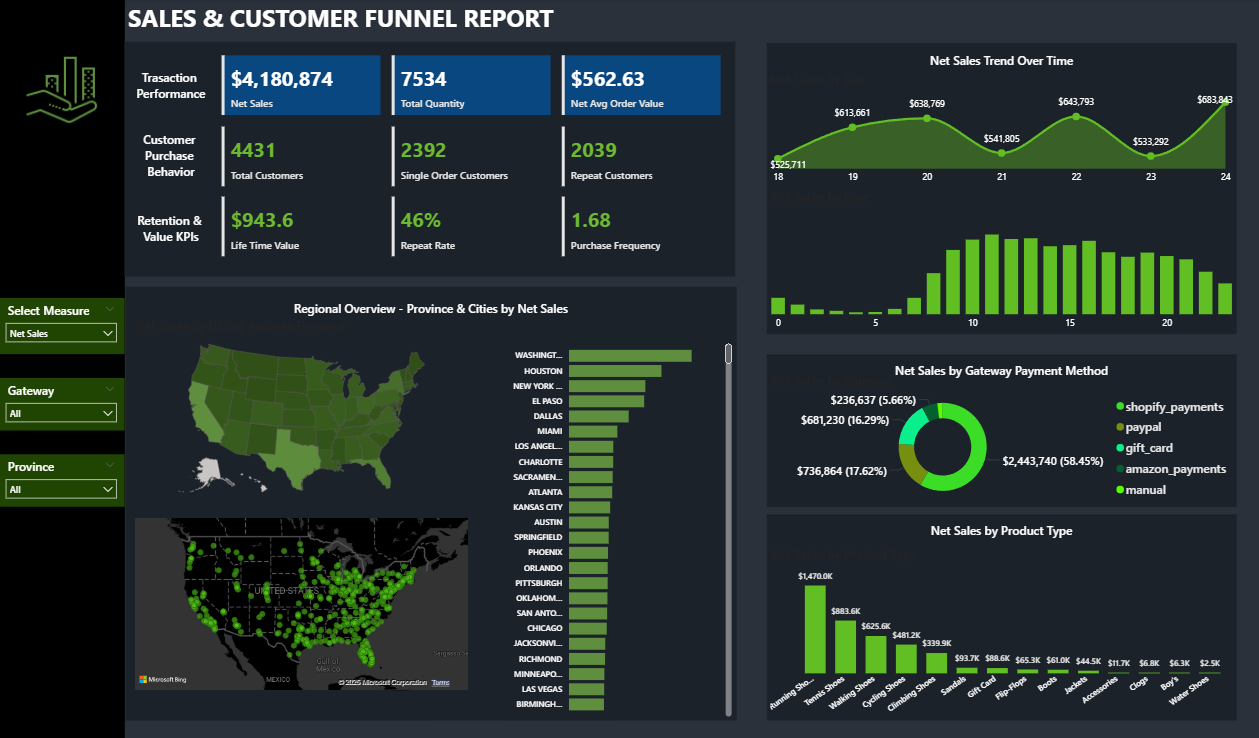 SALES & CUSTOMER FUNNEL REPORT
Trasaction
Performance
$4,180,874
Net Sales
7534
Total Quantity
$562.63
Net Avg Order Value
Customer
Purchase
Behavior
4431
Total Customers
2392
Single Order Customers
2039
Repeat Customers
Retention &
Value KPIs
$943.6
Life Time Value
46%
Repeat Rate
1.68
Purchase Frequency
Select Measure
Net Sales
Gateway
All
Province
All
Regional Overview - Province & Cities by Net Sales
WASHINGT...
HOUSTON
NEW YORK ...
EL PASO
DALLAS
MIAMI
LOS ANGEL...
CHARLOTTE
SACRAMEN...
ATLANTA
KANSAS CITY
AUSTIN
SPRINGFIELD
PHOENIX
ORLANDO
PITTSBURGH
OKLAHOM...
SAN ANTO...
CHICAGO
JACKSONVI...
RICHMOND
MINNEAPO...
LAS VEGAS
BIRMINGH...
UNITED STATES
Gulf of
Mexico
MEXICO
Sargasso Se
Microsoft Bing
© 2025 Microsoft Corporation Terms
Net Sales Trend Over Time
$525,711
$613,661
$638,769
$541,805
$643,793
$533,292
$683,843
18 19 20 21 22 23 24
0 5 10 15 20
Net Sales by Gateway Payment Method
$236,637 (5.66%)
$681,230 (16.29%)
$736,864 (17.62%)
$2,443,740 (58.45%)
shopify_payments
paypal
gift_card
amazon_payments
manual
Net Sales by Product Type
$1,470.0K
$883.6K
$625.6K
$481.2K
$339.9K
$93.7K
$88.6K
$65.3K
$61.0K
$44.5K
$11.7K
$6.8K
$6.3K
$2.5K
Running Sho...
Tennis Shoes
Walking Shoes
Cycling Shoes
Climbing Shoes
Sandals
Gift Card
Flip-Flops
Boots
Jackets
Accessories
Clogs
Boy's
Water Shoes